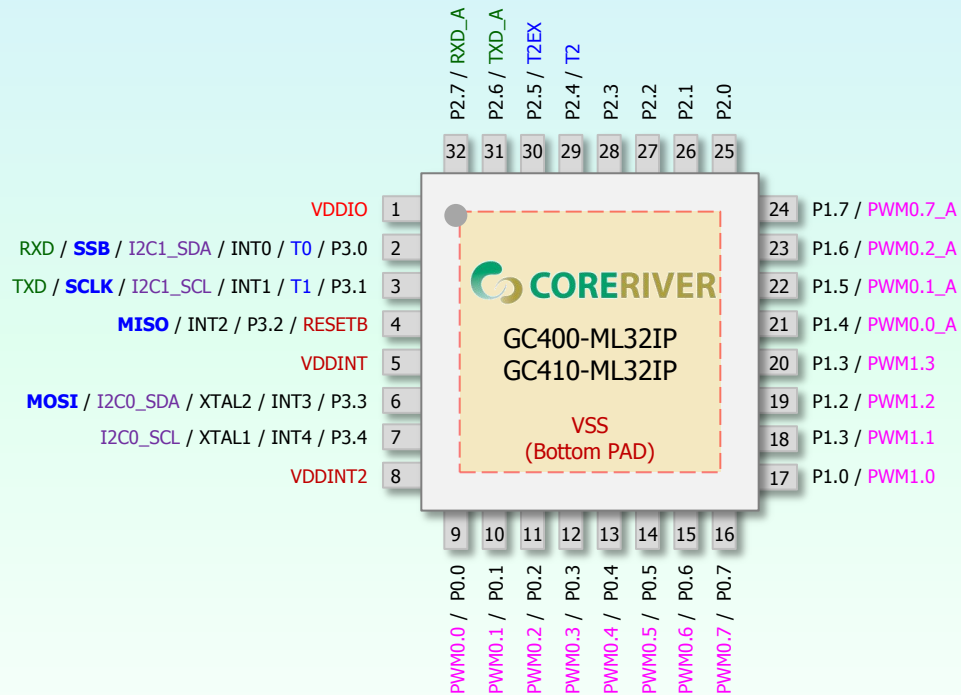 P2.7 / RXD_A
P2.6 / TXD_A
P2.5 / T2EX
P2.4 / T2
P2.3
P2.2
P2.1
P2.0
32 31 30 29 28 27 26 25
VDDIO 1
RXD / SSB / I2C1_SDA / INT0 / T0 / P3.0 2
TXD / SCLK / I2C1_SCL / INT1 / T1 / P3.1 3
MISO / INT2 / P3.2 / RESETB 4
VDDINT 5
MOSI / I2C0_SDA / XTAL2 / INT3 / P3.3 6
I2C0_SCL / XTAL1 / INT4 / P3.4 7
VDDINT2 8
CORERIVER
GC400-ML32IP
GC410-ML32IP
VSS
(Bottom PAD)
24 P1.7 / PWM0.7_A
23 P1.6 / PWM0.2_A
22 P1.5 / PWM0.1_A
21 P1.4 / PWM0.0_A
20 P1.3 / PWM1.3
19 P1.2 / PWM1.2
18 P1.3 / PWM1.1
17 P1.0 / PWM1.0
9 10 11 12 13 14 15 16
PWM0.0 / P0.0
PWM0.1 / P0.1
PWM0.2 / P0.2
PWM0.3 / P0.3
PWM0.4 / P0.4
PWM0.5 / P0.5
PWM0.6 / P0.6
PWM0.7 / P0.7